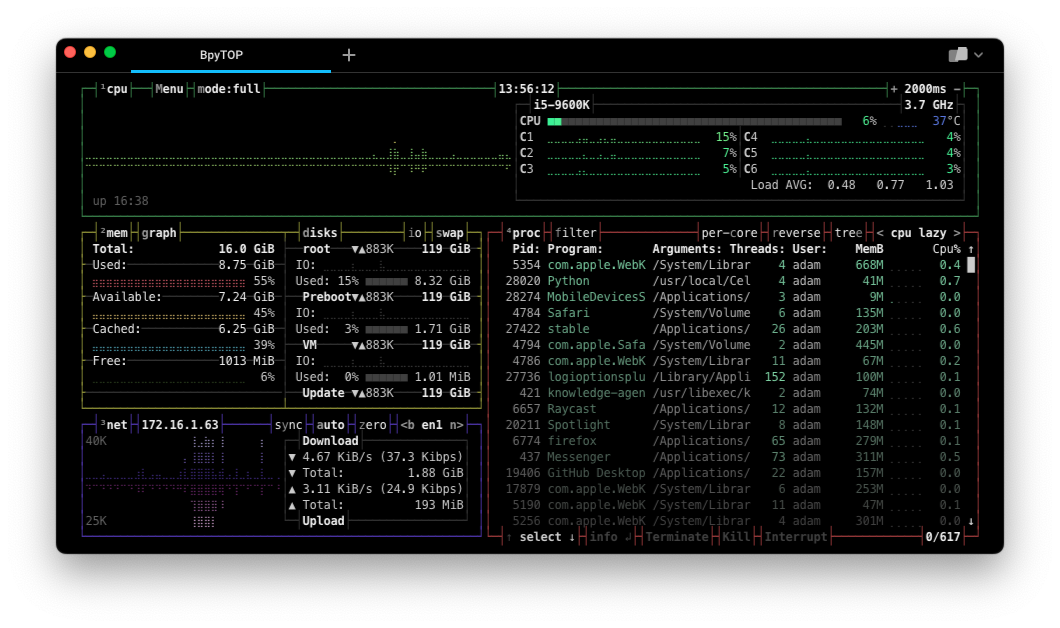 BpyTOP +
¹cpu Menu mode:full 13:56:12 + 2000ms -
i5-9600K 3.7 GHz
CPU 6% 37°C
C1 15% C4 4%
C2 7% C5 4%
C3 5% C6 3%
Load AVG: 0.48 0.77 1.03
up 16:38
²mem graph disks io swap
Total: 16.0 GiB
Used: 8.75 GiB
55%
Available: 7.24 GiB
45%
Cached: 6.25 GiB
39%
Free: 1013 MiB
6%
root ▼▲883K 119 GiB
IO:
Used: 15% 8.32 GiB
Preboot▼▲883K 119 GiB
IO:
Used: 3% 1.71 GiB
VM ▼▲883K 119 GiB
IO:
Used: 0% 1.01 MiB
Update ▼▲883K 119 GiB
³net 172.16.1.63 sync auto zero <b en1 n>
40K
25K
Download
▼ 4.67 KiB/s (37.3 Kibps)
▼ Total: 1.88 GiB
▲ 3.11 KiB/s (24.9 Kibps)
▲ Total: 193 MiB
Upload
⁴proc filter per-core reverse tree < cpu lazy >
Pid: Program: Arguments: Threads: User: MemB Cpu% ↑
5354 com.apple.WebK /System/Librar 4 adam 668M 0.4
28020 Python /usr/local/Cel 4 adam 41M 0.7
28274 MobileDevicesS /Applications/ 3 adam 9M 0.0
4784 Safari /System/Volume 6 adam 135M 0.0
27422 stable /Applications/ 26 adam 203M 0.6
4794 com.apple.Safa /System/Volume 2 adam 445M 0.0
4786 com.apple.WebK /System/Librar 11 adam 67M 0.2
27736 logioptionsplu /Library/Appli 152 adam 100M 0.1
421 knowledge-agen /usr/libexec/k 2 adam 74M 0.0
6657 Raycast /Applications/ 12 adam 132M 0.1
20211 Spotlight /System/Librar 8 adam 148M 0.1
6774 firefox /Applications/ 65 adam 279M 0.1
437 Messenger /Applications/ 73 adam 311M 0.5
19406 GitHub Desktop /Applications/ 22 adam 157M 0.0
17879 com.apple.WebK /System/Librar 6 adam 253M 0.0
5190 com.apple.WebK /System/Librar 11 adam 47M 0.1
5256 com.apple.WebK /System/Librar 4 adam 301M 0.0 ↓
↑ select ↓ info ↲ Terminate Kill Interrupt 0/617